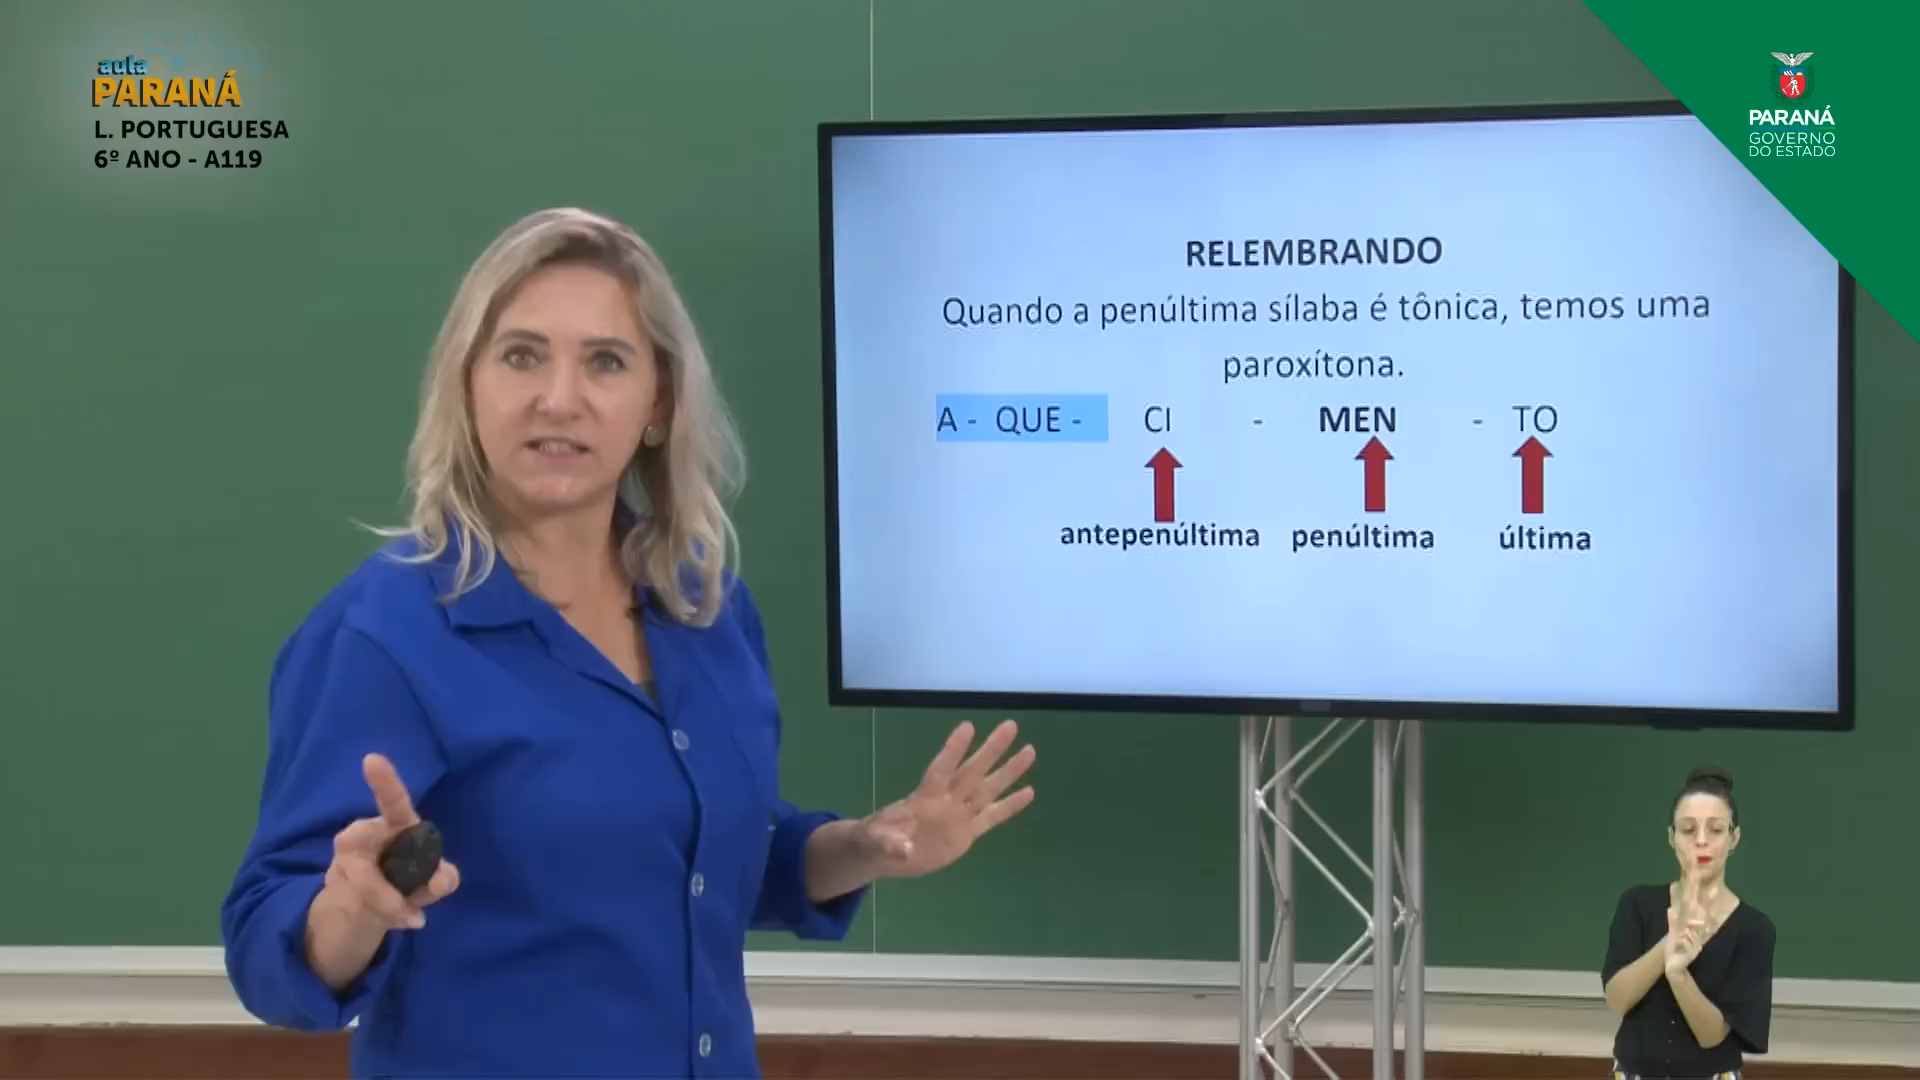 aula
PARANÁ
L. PORTUGUESA
6º ANO - A119
PARANÁ
GOVERNO
DO ESTADO
RELEMBRANDO
Quando a penúltima sílaba é tônica, temos uma
paroxítona.
A - QUE - CI - MEN - TO
antepenúltima penúltima última